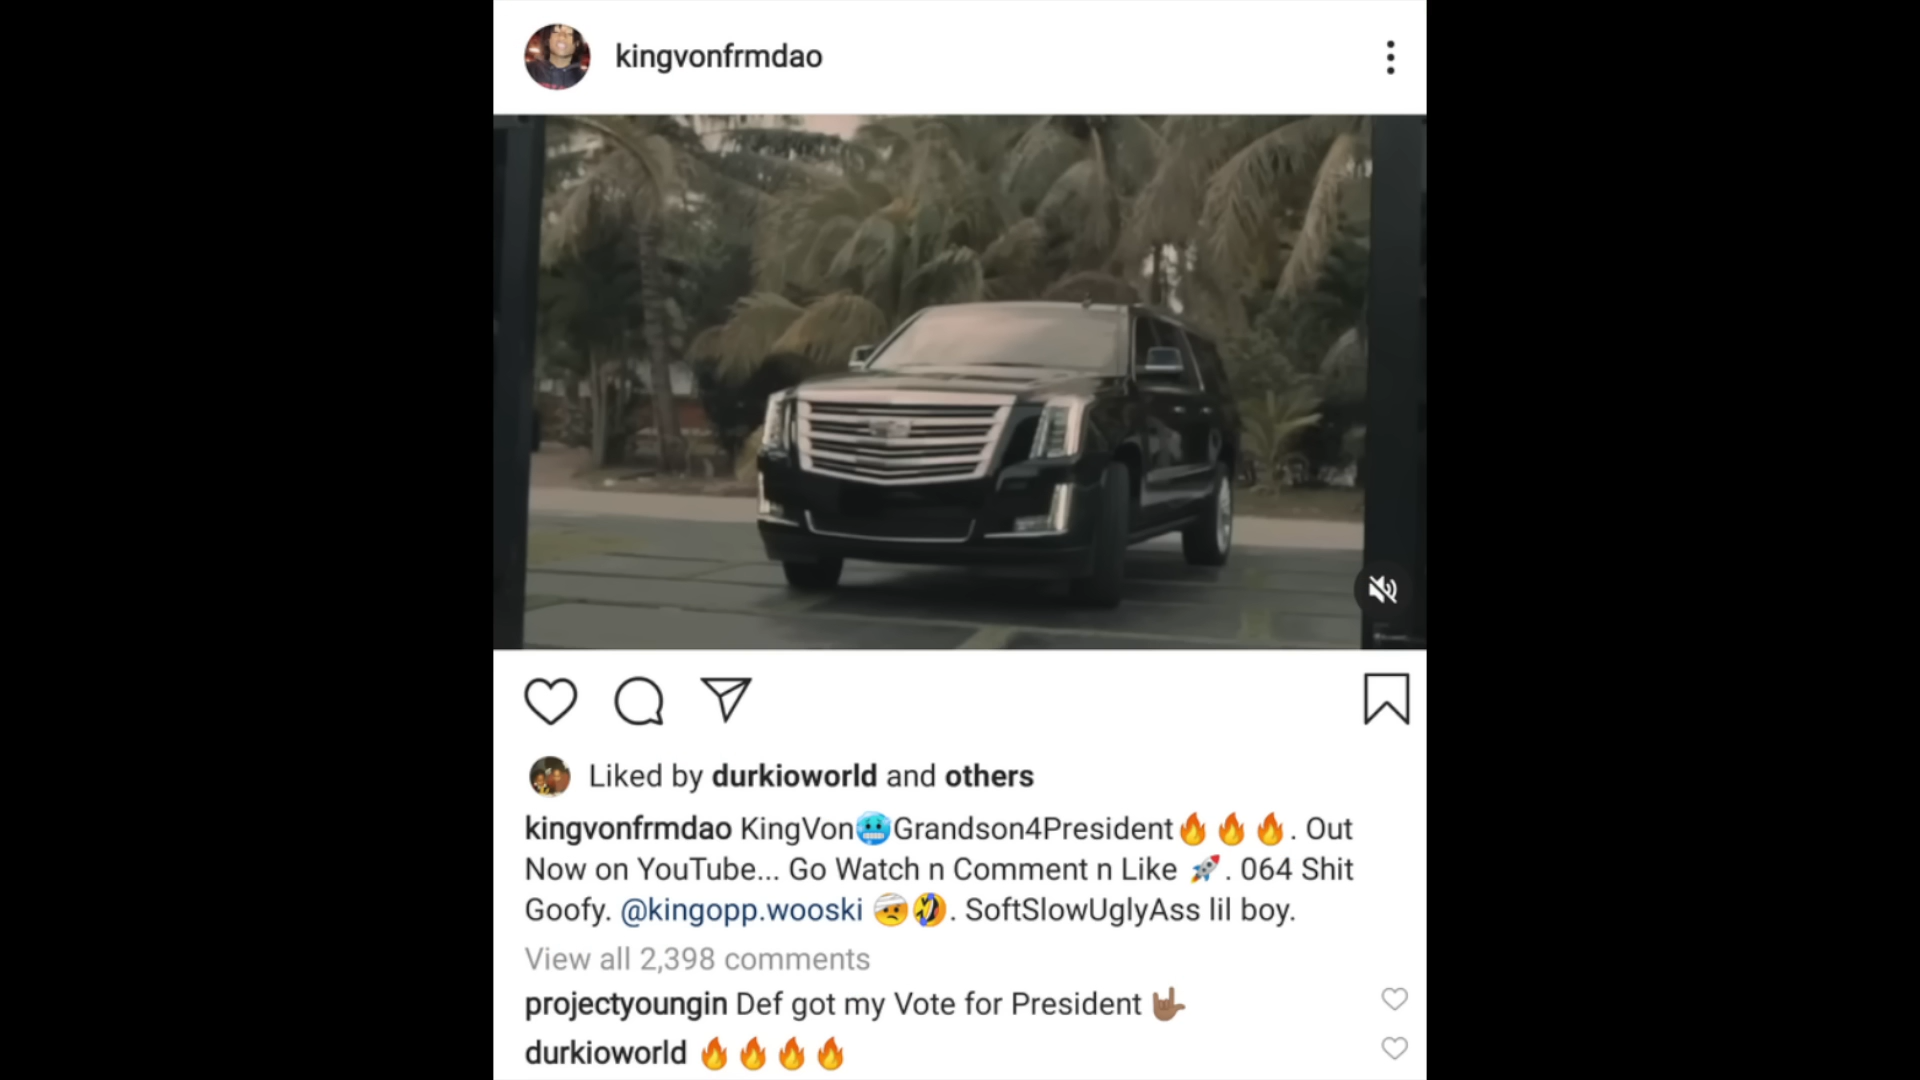 kingvonfrmdao
Liked by durkioworld and others
kingvonfrmdao KingVon🥶Grandson4President🔥🔥🔥. Out
Now on YouTube... Go Watch n Comment n Like 🚀. 064 Shit
Goofy. @kingopp.wooski 🤕🤣. SoftSlowUglyAss lil boy.
View all 2,398 comments
projectyoungin Def got my Vote for President 🤟🏾
durkioworld 🔥🔥🔥🔥